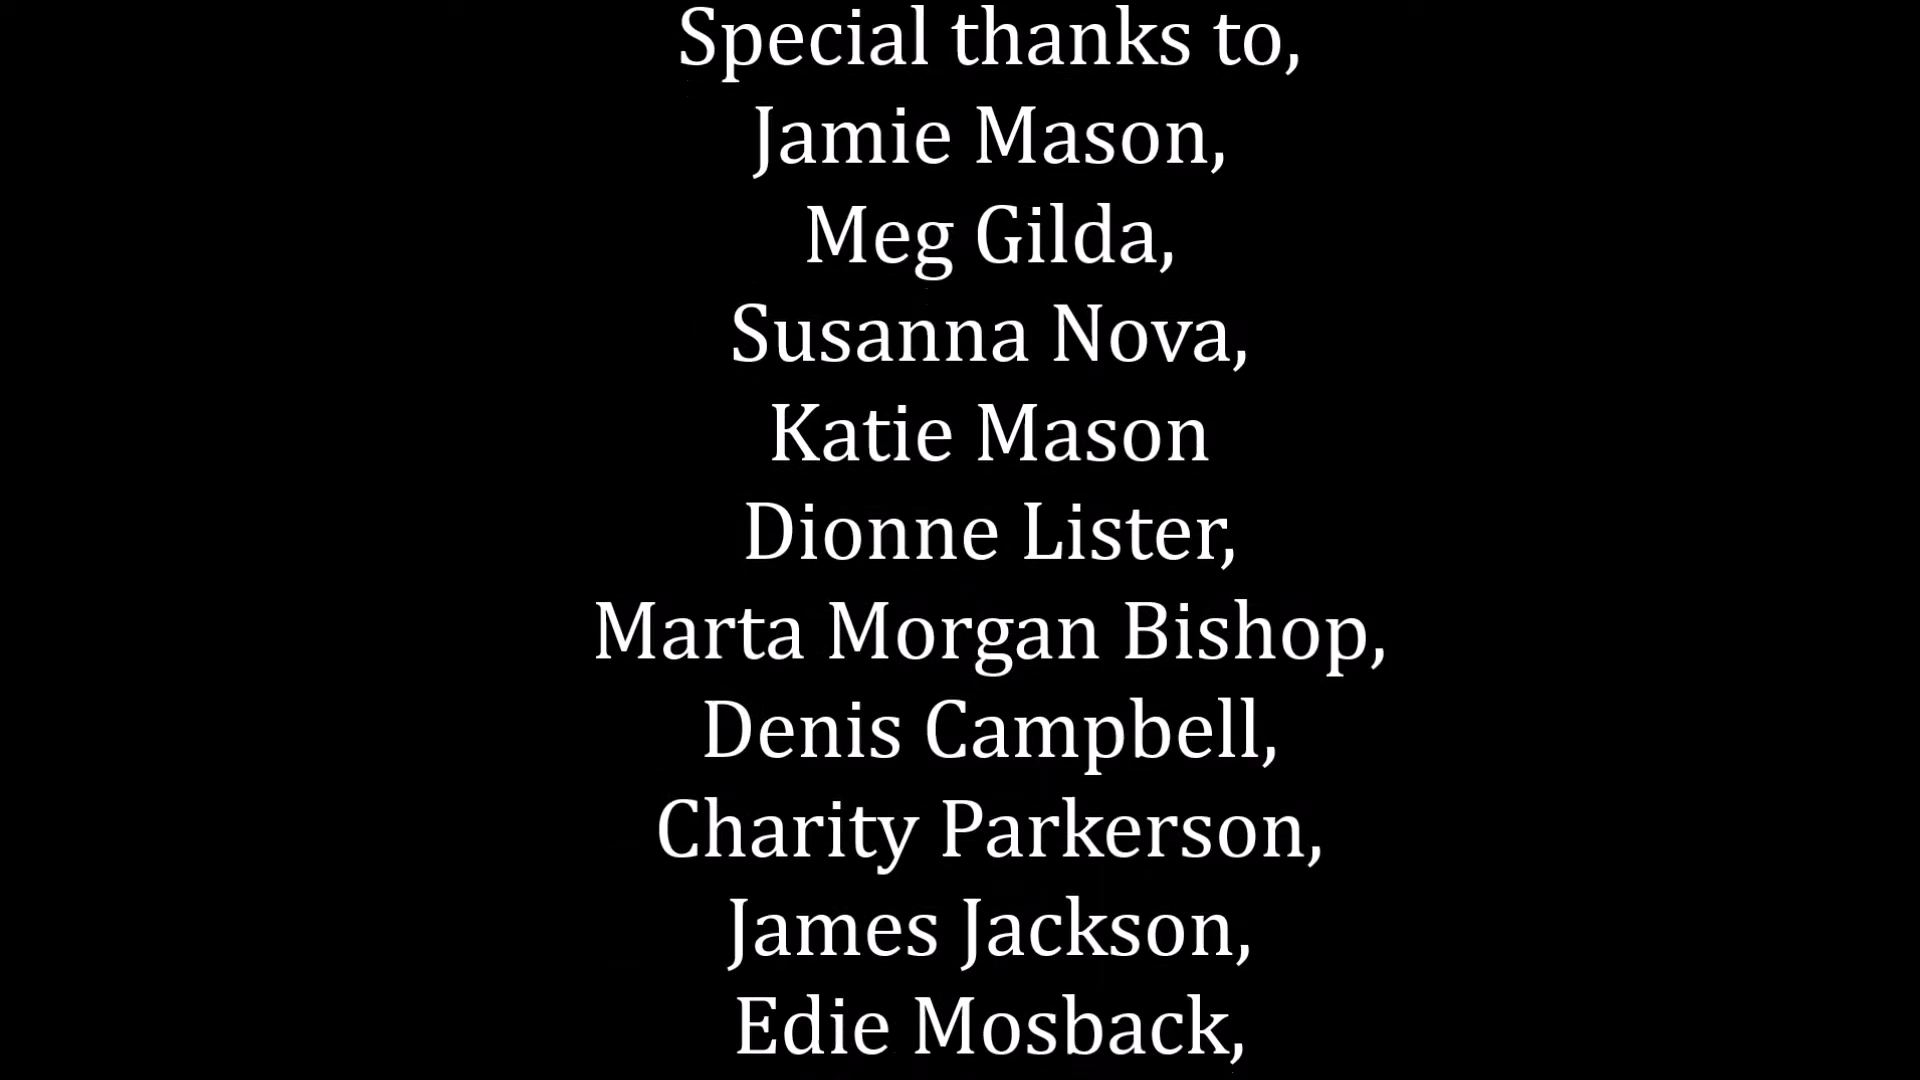 Special thanks to,
Jamie Mason,
Meg Gilda,
Susanna Nova,
Katie Mason
Dionne Lister,
Marta Morgan Bishop,
Denis Campbell,
Charity Parkerson,
James Jackson,
Edie Mosback,